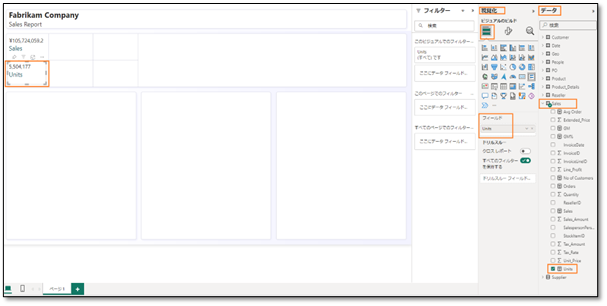 Fabrikam Company
Sales Report
¥105,724,059.2
Sales
5,504,177
Units
ページ 1
フィルター
検索
このビジュアルでのフィルター...
Units
(すべて) です
ここにデータ フィールド...
このページでのフィルター...
ここにデータ フィールド...
すべてのページでのフィルター...
ここにデータ フィールド...
視覚化
ビジュアルのビルド
フィールド
Units
ドリルスルー
クロス レポート
すべてのフィルター
を保持する
ドリルスルー フィールド...
データ
検索
Customer
Date
Geo
People
PO
Product
Product_Details
Reseller
Sales
Avg Order
Extended_Price
GM
GM%
InvoiceDate
InvoiceID
InvoiceLineID
Line_Profit
No of Customers
Orders
Quantity
ResellerID
Sales
Sales_Amount
SalespersonPers...
StockItemID
Tax_Amount
Tax_Rate
Unit_Price
Units
Supplier